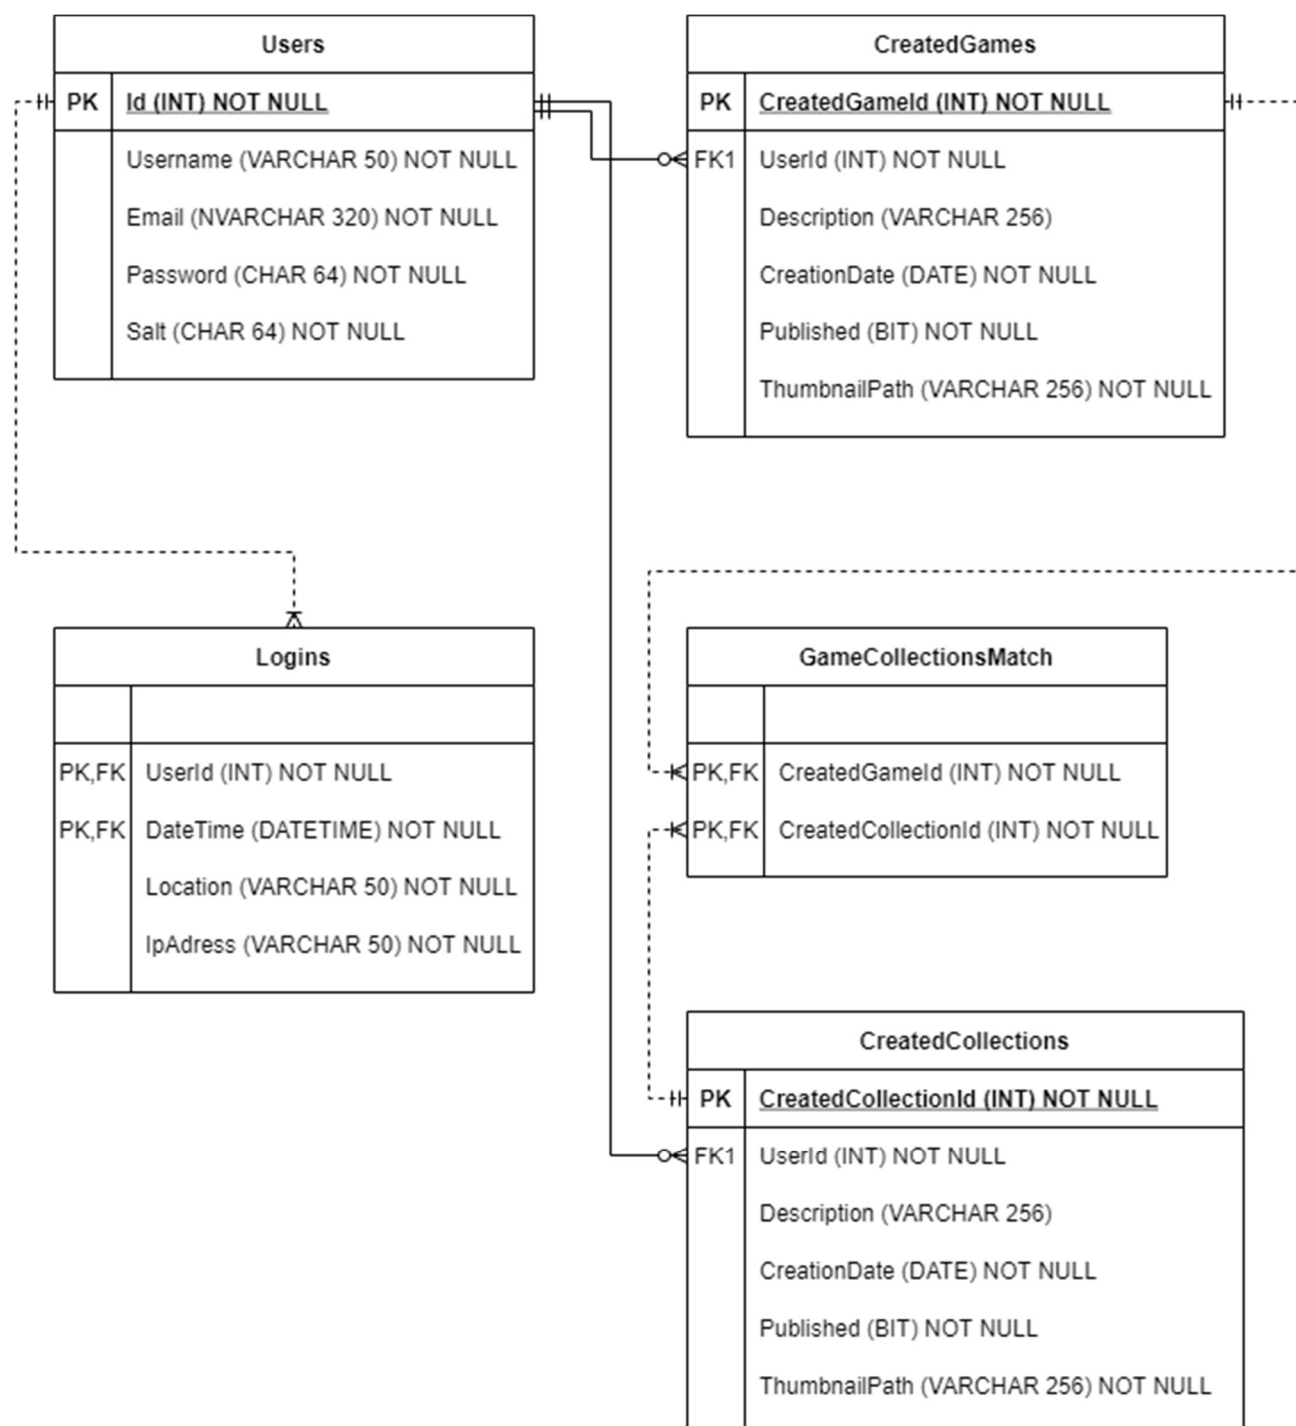 Users
PK Id (INT) NOT NULL
Username (VARCHAR 50) NOT NULL
Email (NVARCHAR 320) NOT NULL
Password (CHAR 64) NOT NULL
Salt (CHAR 64) NOT NULL
CreatedGames
PK CreatedGameId (INT) NOT NULL
FK1 UserId (INT) NOT NULL
Description (VARCHAR 256)
CreationDate (DATE) NOT NULL
Published (BIT) NOT NULL
ThumbnailPath (VARCHAR 256) NOT NULL
Logins
PK,FK UserId (INT) NOT NULL
PK,FK DateTime (DATETIME) NOT NULL
Location (VARCHAR 50) NOT NULL
IpAdress (VARCHAR 50) NOT NULL
GameCollectionsMatch
PK,FK CreatedGameId (INT) NOT NULL
PK,FK CreatedCollectionId (INT) NOT NULL
CreatedCollections
PK CreatedCollectionId (INT) NOT NULL
FK1 UserId (INT) NOT NULL
Description (VARCHAR 256)
CreationDate (DATE) NOT NULL
Published (BIT) NOT NULL
ThumbnailPath (VARCHAR 256) NOT NULL